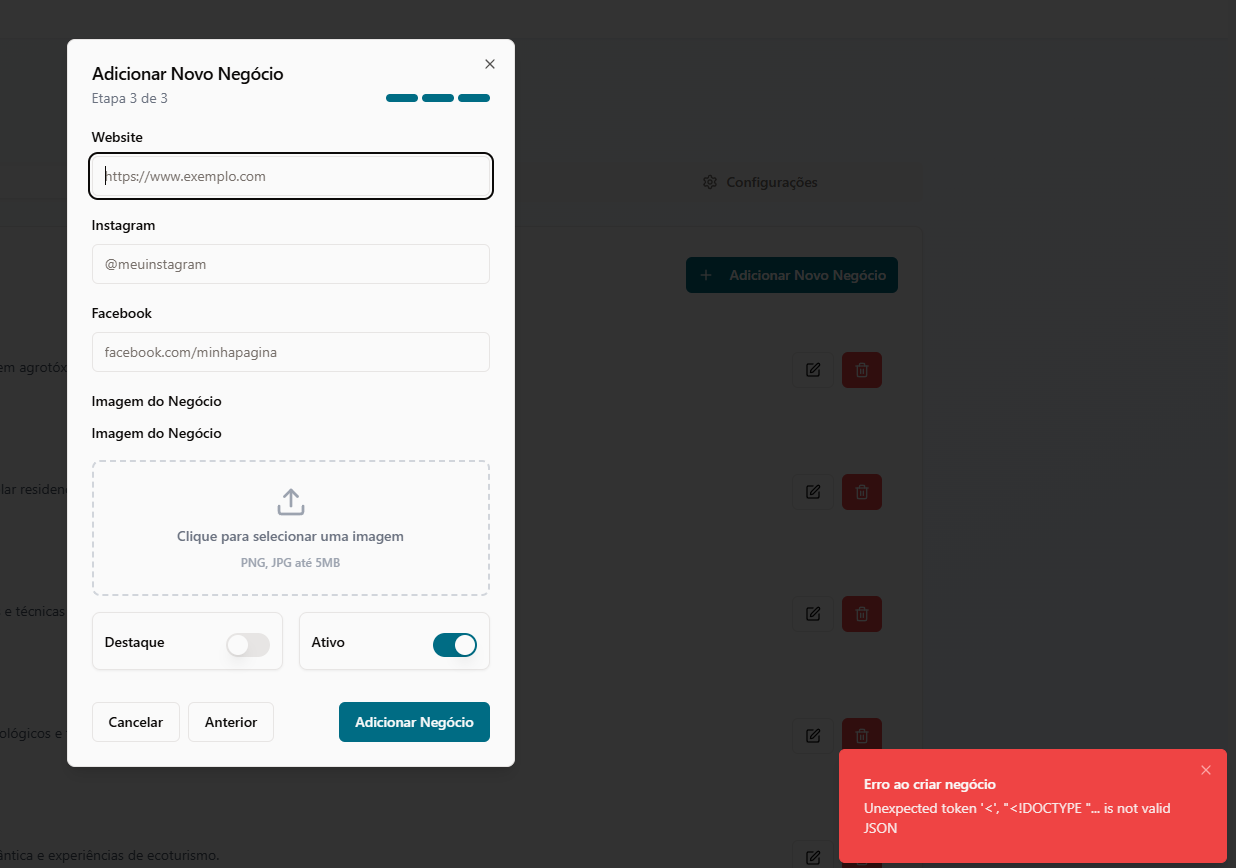 Adicionar Novo Negócio
Etapa 3 de 3
Website
https://www.exemplo.com
Instagram
@meuinstagram
Facebook
facebook.com/minhapagina
Imagem do Negócio
Imagem do Negócio
Clique para selecionar uma imagem
PNG, JPG até 5MB
Destaque
Ativo
Cancelar
Anterior
Adicionar Negócio
Configurações
Adicionar Novo Negócio
em agrotóx
lar residen
e técnicas
ológicos e
ântica e experiências de ecoturismo.
Erro ao criar negócio
Unexpected token '<', "<!DOCTYPE "... is not valid
JSON